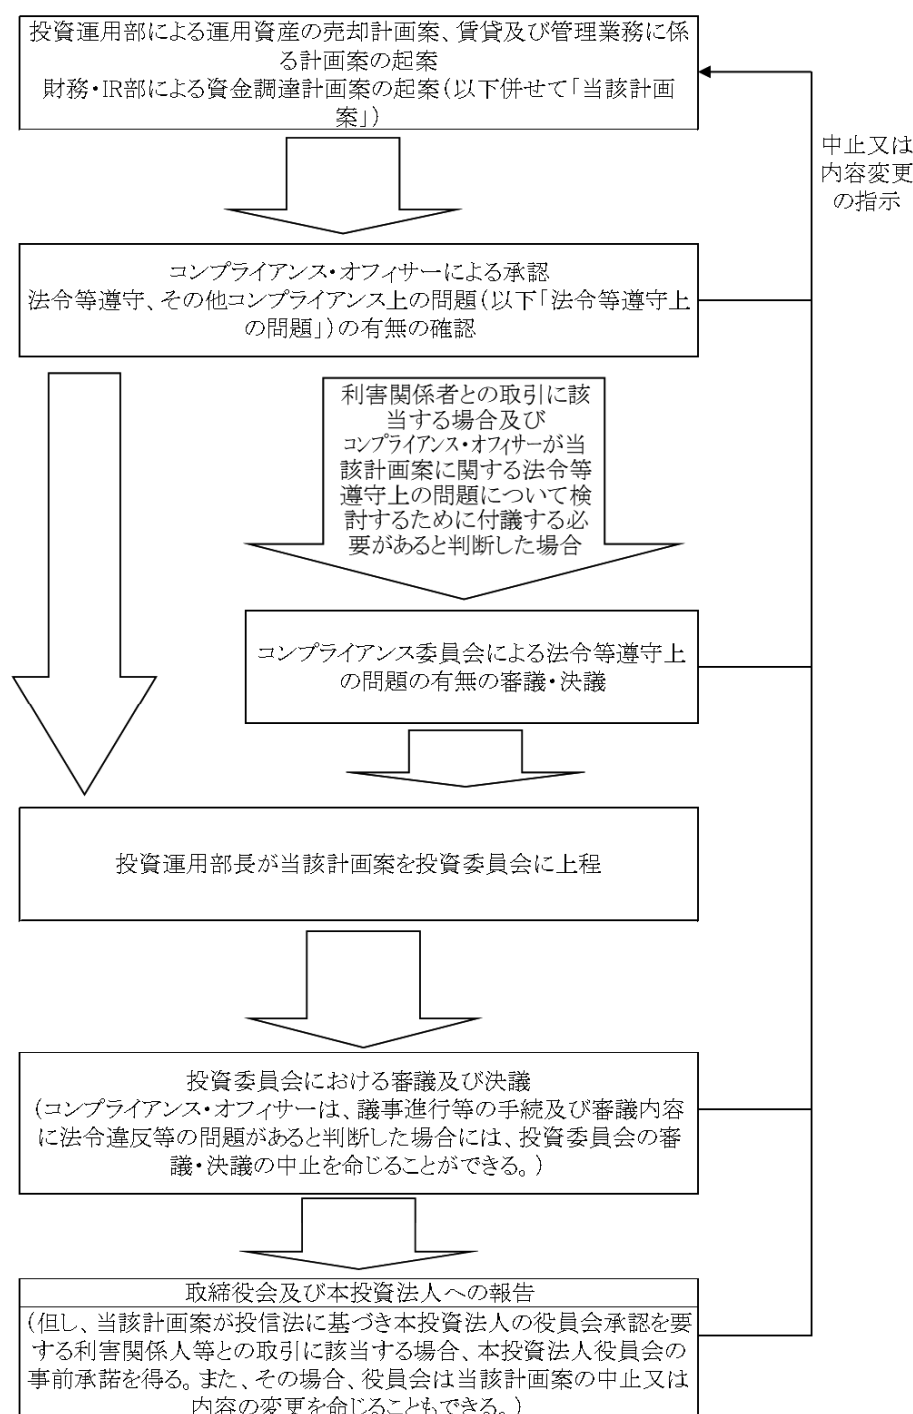 投資運用部による運用資産の売却計画案、賃貸及び管理業務に係
る計画案の起案
財務・IR部による資金調達計画案の起案（以下併せて「当該計画
案」）
中止又は
内容変更
の指示
コンプライアンス・オフィサーによる承認
法令等遵守、その他コンプライアンス上の問題（以下「法令等遵守上
の問題」）の有無の確認
利害関係者との取引に該
当する場合及び
コンプライアンス・オフィサーが当
該計画案に関する法令等
遵守上の問題について検
討するために付議する必
要があると判断した場合
コンプライアンス委員会による法令等遵守上
の問題の有無の審議・決議
投資運用部長が当該計画案を投資委員会に上程
投資委員会における審議及び決議
（コンプライアンス・オフィサーは、議事進行等の手続及び審議内容
に法令違反等の問題があると判断した場合には、投資委員会の審
議・決議の中止を命じることができる。）
取締役会及び本投資法人への報告
（但し、当該計画案が投信法に基づき本投資法人の役員会承認を要
する利害関係人等との取引に該当する場合、本投資法人役員会の
事前承諾を得る。また、その場合、役員会は当該計画案の中止又は
内容の変更を命じることもできる。）